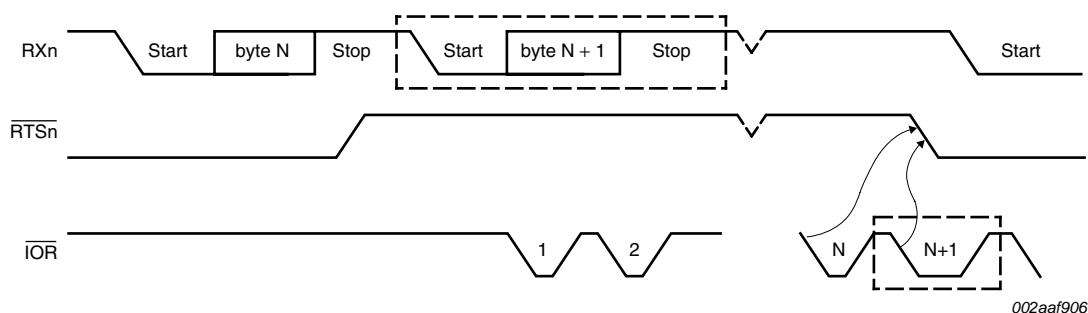 RXn Start byte N Stop Start byte N + 1 Stop Start
RTSn
IOR 1 2 N N+1
002aaf906